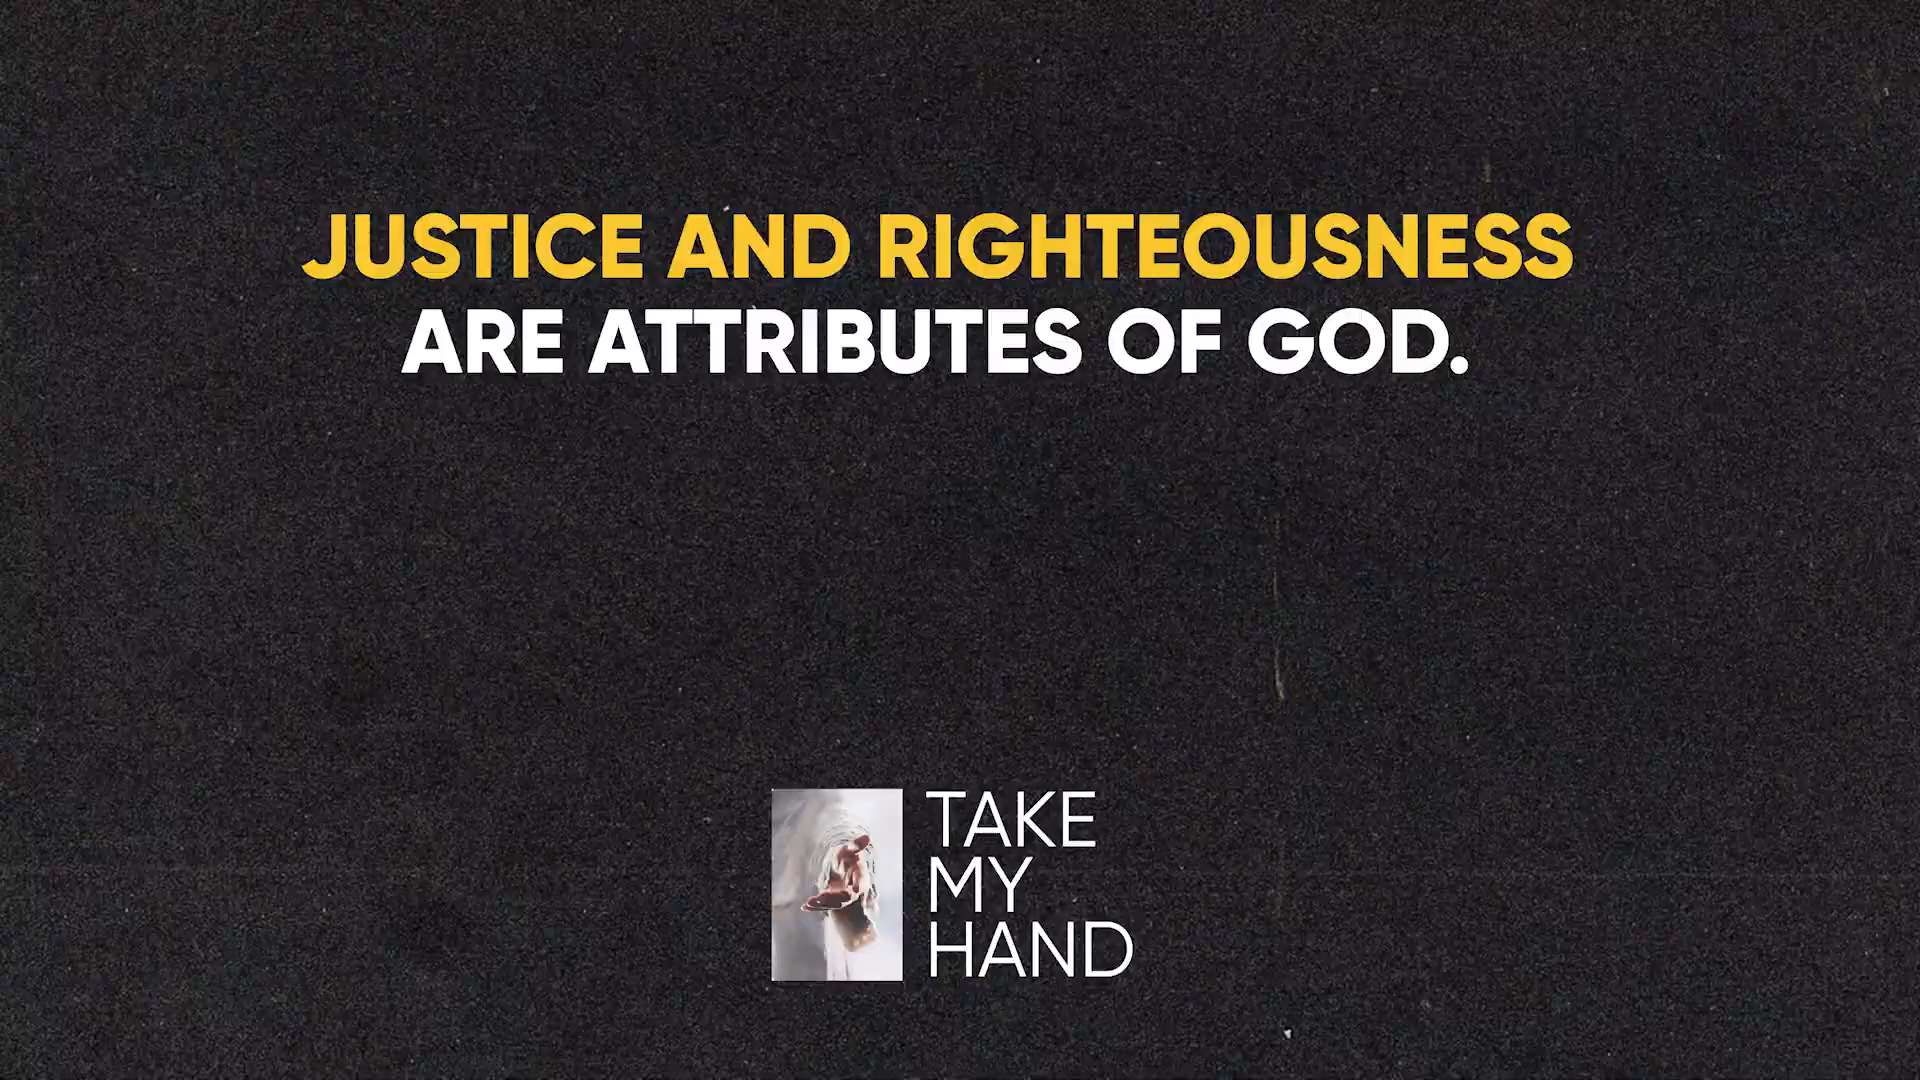 JUSTICE AND RIGHTEOUSNESS
ARE ATTRIBUTES OF GOD.
TAKE
MY
HAND